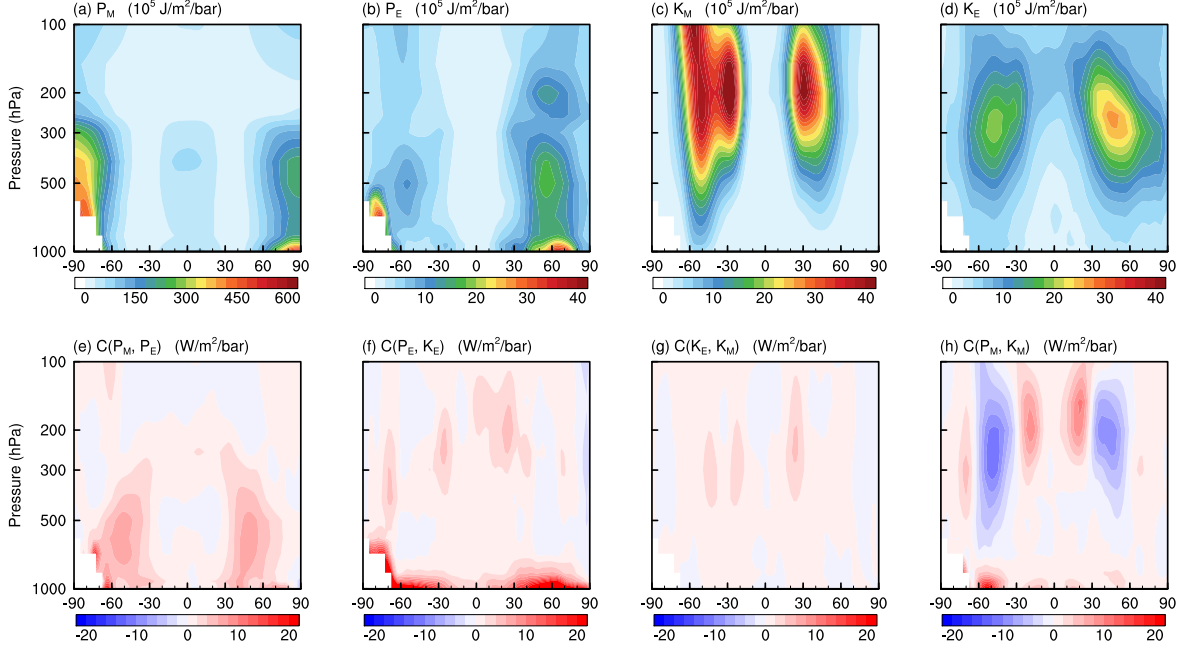 (a) P_M (10^5 J/m^2/bar)
(b) P_E (10^5 J/m^2/bar)
(c) K_M (10^5 J/m^2/bar)
(d) K_E (10^5 J/m^2/bar)
Pressure (hPa)
100 200 300 500 1000
-90 -60 -30 0 30 60 90
-90 -60 -30 0 30 60 90
-90 -60 -30 0 30 60 90
-90 -60 -30 0 30 60 90
0 150 300 450 600
0 10 20 30 40
0 10 20 30 40
0 10 20 30 40
(e) C(P_M, P_E) (W/m^2/bar)
(f) C(P_E, K_E) (W/m^2/bar)
(g) C(K_E, K_M) (W/m^2/bar)
(h) C(P_M, K_M) (W/m^2/bar)
Pressure (hPa)
100 200 300 500 1000
-90 -60 -30 0 30 60 90
-90 -60 -30 0 30 60 90
-90 -60 -30 0 30 60 90
-90 -60 -30 0 30 60 90
-20 -10 0 10 20
-20 -10 0 10 20
-20 -10 0 10 20
-20 -10 0 10 20